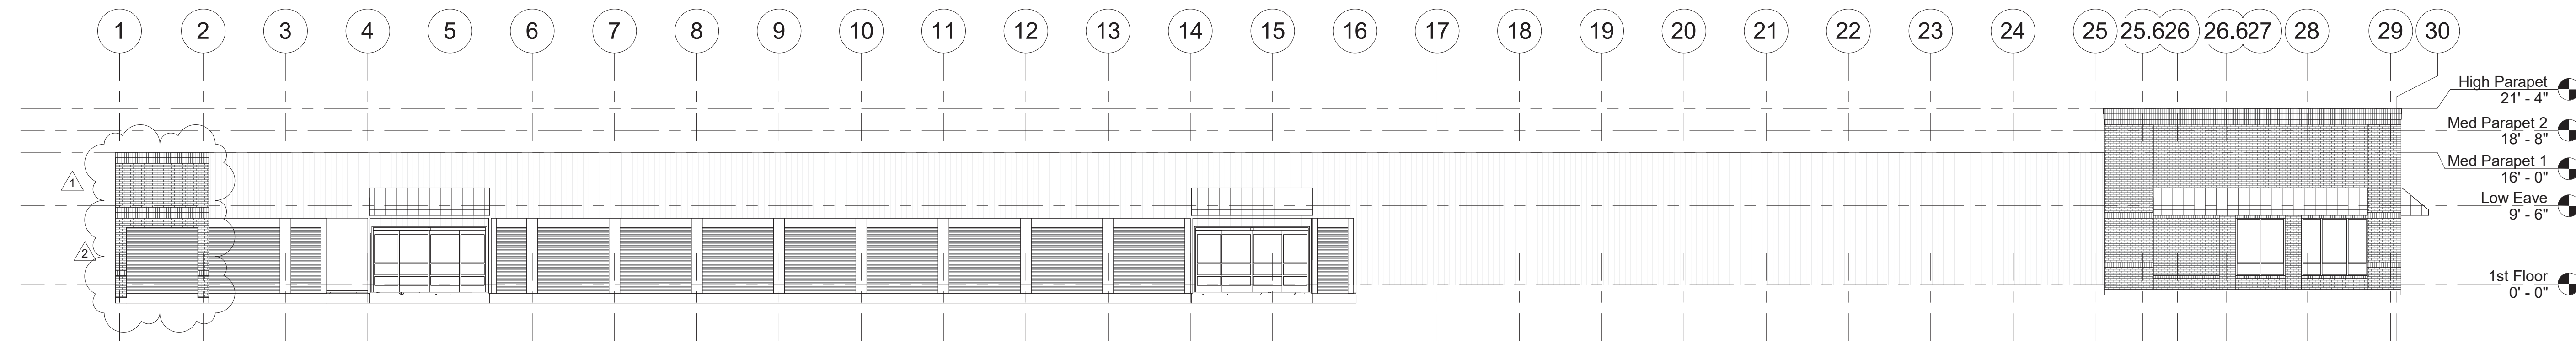 1 2 3 4 5 6 7 8 9 10 11 12 13 14 15 16 17 18 19 20 21 22 23 24 25 25.6 26 26.6 27 28 29 30
High Parapet
21' - 4"
Med Parapet 2
18' - 8"
Med Parapet 1
16' - 0"
1
Low Eave
9' - 6"
2
1st Floor
0' - 0"